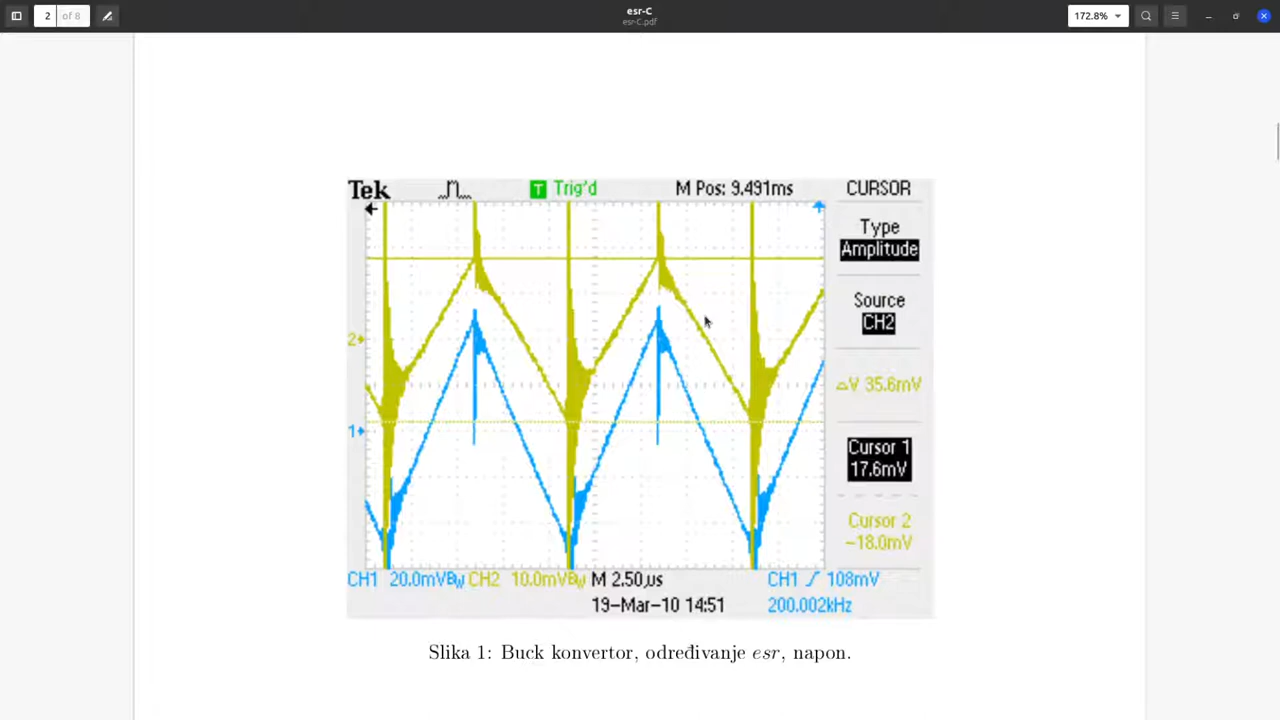 esr-C
2 of 8
esr-C.pdf
172.8%
Tek
T Trig'd
M Pos: 9.491ms
CURSOR
Type
Amplitude
Source
CH2
2
△V 35.6mV
1
Cursor 1
17.6mV
Cursor 2
-18.0mV
CH1 20.0mVBW CH2 10.0mVBW M 2.50µs
CH1 108mV
19-Mar-10 14:51
200.002kHz
Slika 1: Buck konvertor, određivanje esr, napon.